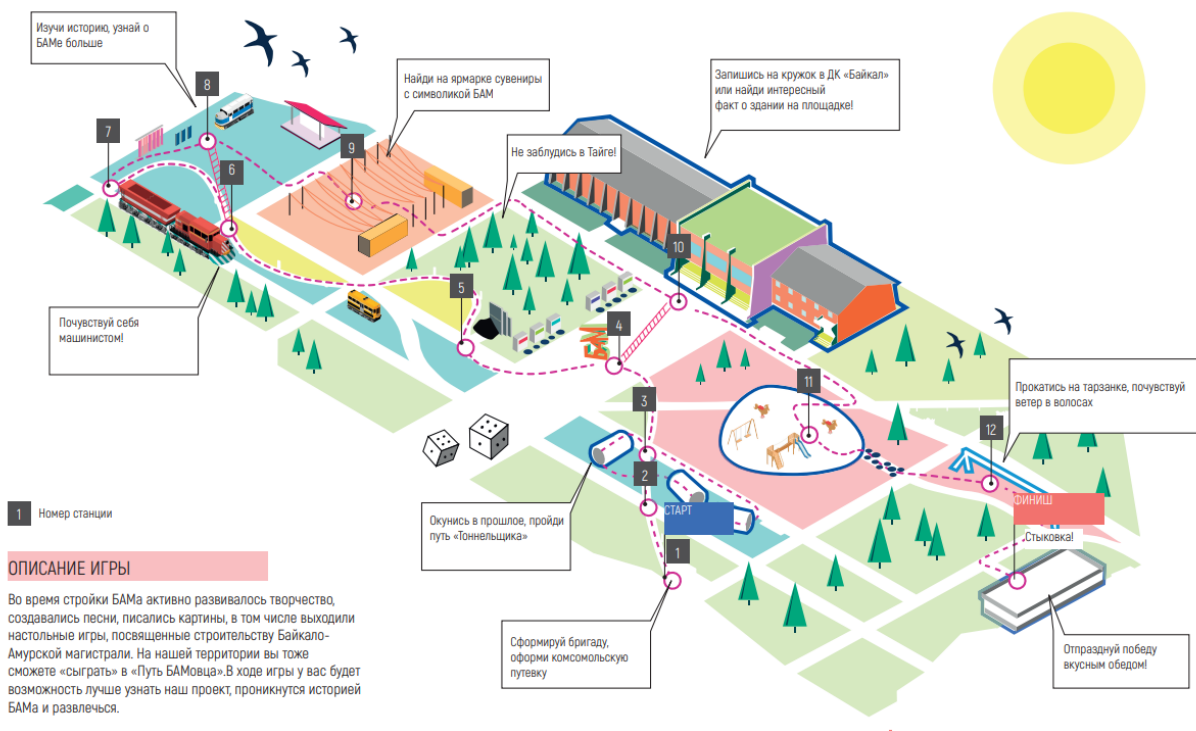 Изучи историю, узнай о
БАМе больше
8
7
6
Найди на ярмарке сувениры
с символикой БАМ
9
Не заблудись в Тайге!
Запишись на кружок в ДК «Байкал»
или найди интересный
факт о здании на площадке!
10
Почувствуй себя
машинистом!
5
4
БАМ
3
2
11
12
Прокатись на тарзанке, почувствуй
ветер в волосах
Окунись в прошлое, пройди
путь «Тоннельщика»
СТАРТ
1
ФИНИШ
Стыковка!
Сформируй бригаду,
оформи комсомольскую
путевку
Отпразднуй победу
вкусным обедом!
1 Номер станции
ОПИСАНИЕ ИГРЫ
Во время стройки БАМа активно развивалось творчество,
создавались песни, писались картины, в том числе выходили
настольные игры, посвященные строительству Байкало-
Амурской магистрали. На нашей территории вы тоже
сможете «сыграть» в «Путь БАМовца».В ходе игры у вас будет
возможность лучше узнать наш проект, проникнутся историей
БАМа и развлечься.